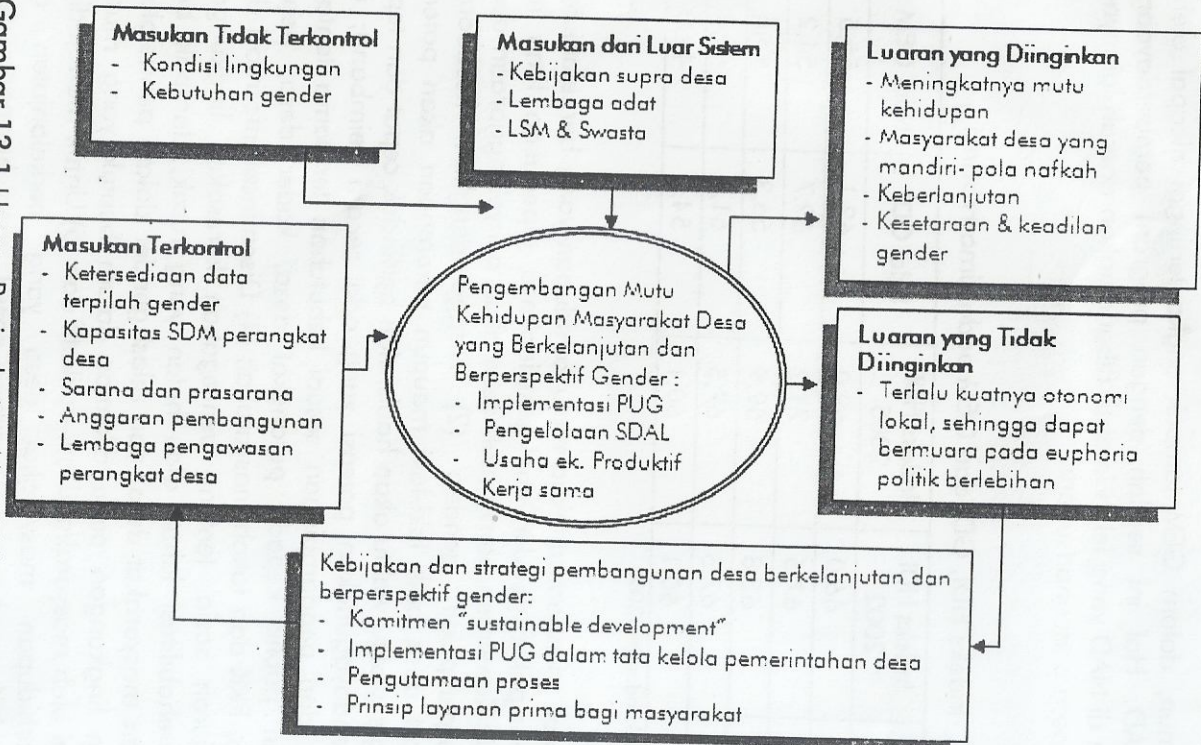 Masukan Tidak Terkontrol
- Kondisi lingkungan
- Kebutuhan gender
Masukan dari Luar Sistem
- Kebijakan supra desa
- Lembaga adat
- LSM & Swasta
Luaran yang Diinginkan
- Meningkatnya mutu
kehidupan
- Masyarakat desa yang
mandiri- pola nafkah
- Keberlanjutan
- Kesetaraan & keadilan
gender
Masukan Terkontrol
- Ketersediaan data
terpilah gender
- Kapasitas SDM perangkat
desa
- Sarana dan prasarana
- Anggaran pembangunan
- Lembaga pengawasan
perangkat desa
Pengembangan Mutu
Kehidupan Masyarakat Desa
yang Berkelanjutan dan
Berperspektif Gender :
- Implementasi PUG
- Pengelolaan SDAL
- Usaha ek. Produktif
- Kerja sama
Luaran yang Tidak
Diinginkan
- Terlalu kuatnya otonomi
lokal, sehingga dapat
bermuara pada euphoria
politik berlebihan
Kebijakan dan strategi pembangunan desa berkelanjutan dan
berperspektif gender:
- Komitmen "sustainable development"
- Implementasi PUG dalam tata kelola pemerintahan desa
- Pengutamaan proses
- Prinsip layanan prima bagi masyarakat
Gambar 13.1